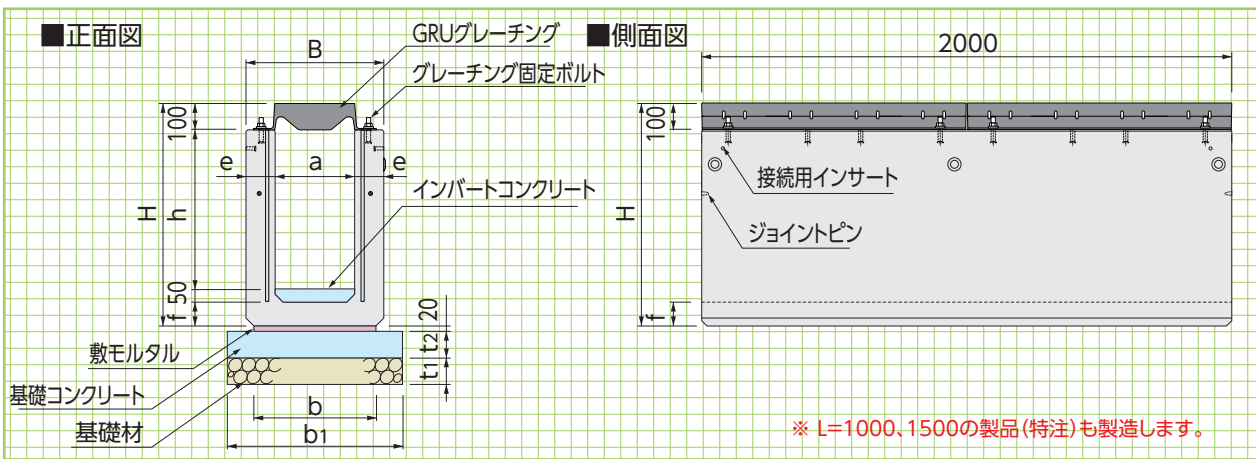 ■正面図
GRUグレーチング
B
グレーチング固定ボルト
100
e
a
e
H
h
インバートコンクリート
50
f
20
t2
t1
敷モルタル
基礎コンクリート
基礎材
b
b1
■側面図
2000
100
H
接続用インサート
ジョイントピン
f
※ L=1000、1500の製品(特注)も製造します。